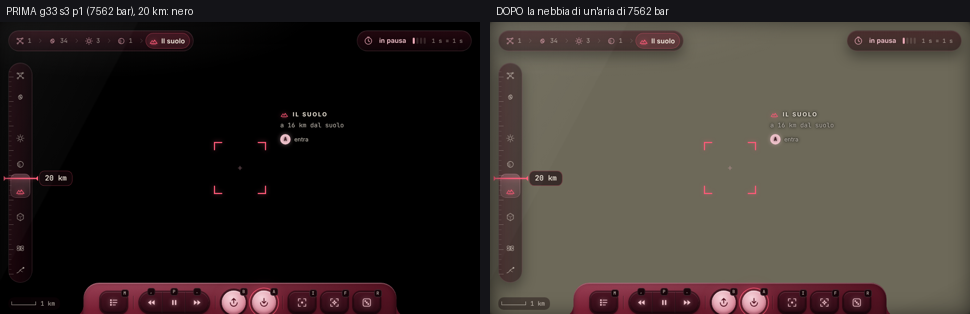 PRIMA g33 s3 p1 (7562 bar), 20 km: nero
1 34 3 1 Il suolo
in pausa 1 s = 1 s
IL SUOLO
a 16 km dal suolo
entra
20 km
1 km
DOPO la nebbia di un'aria di 7562 bar
1 34 3 1 Il suolo
in pausa 1 s = 1 s
IL SUOLO
a 16 km dal suolo
entra
20 km
1 km